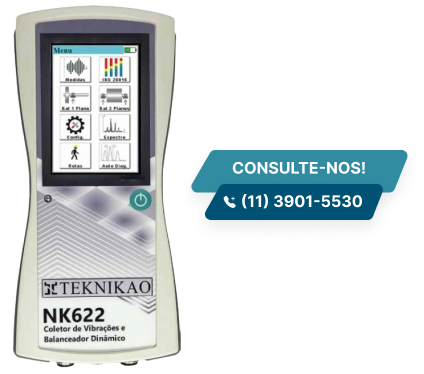 Menu
Medidas
ISO 20816
Bal 1 Plano
Bal 2 Planos
Config.
Espectro
Rotas
Auto Diag.
TEKNIKAO
NK622
Coletor de Vibrações e
Balanceador Dinâmico
CONSULTE-NOS!
(11) 3901-5530